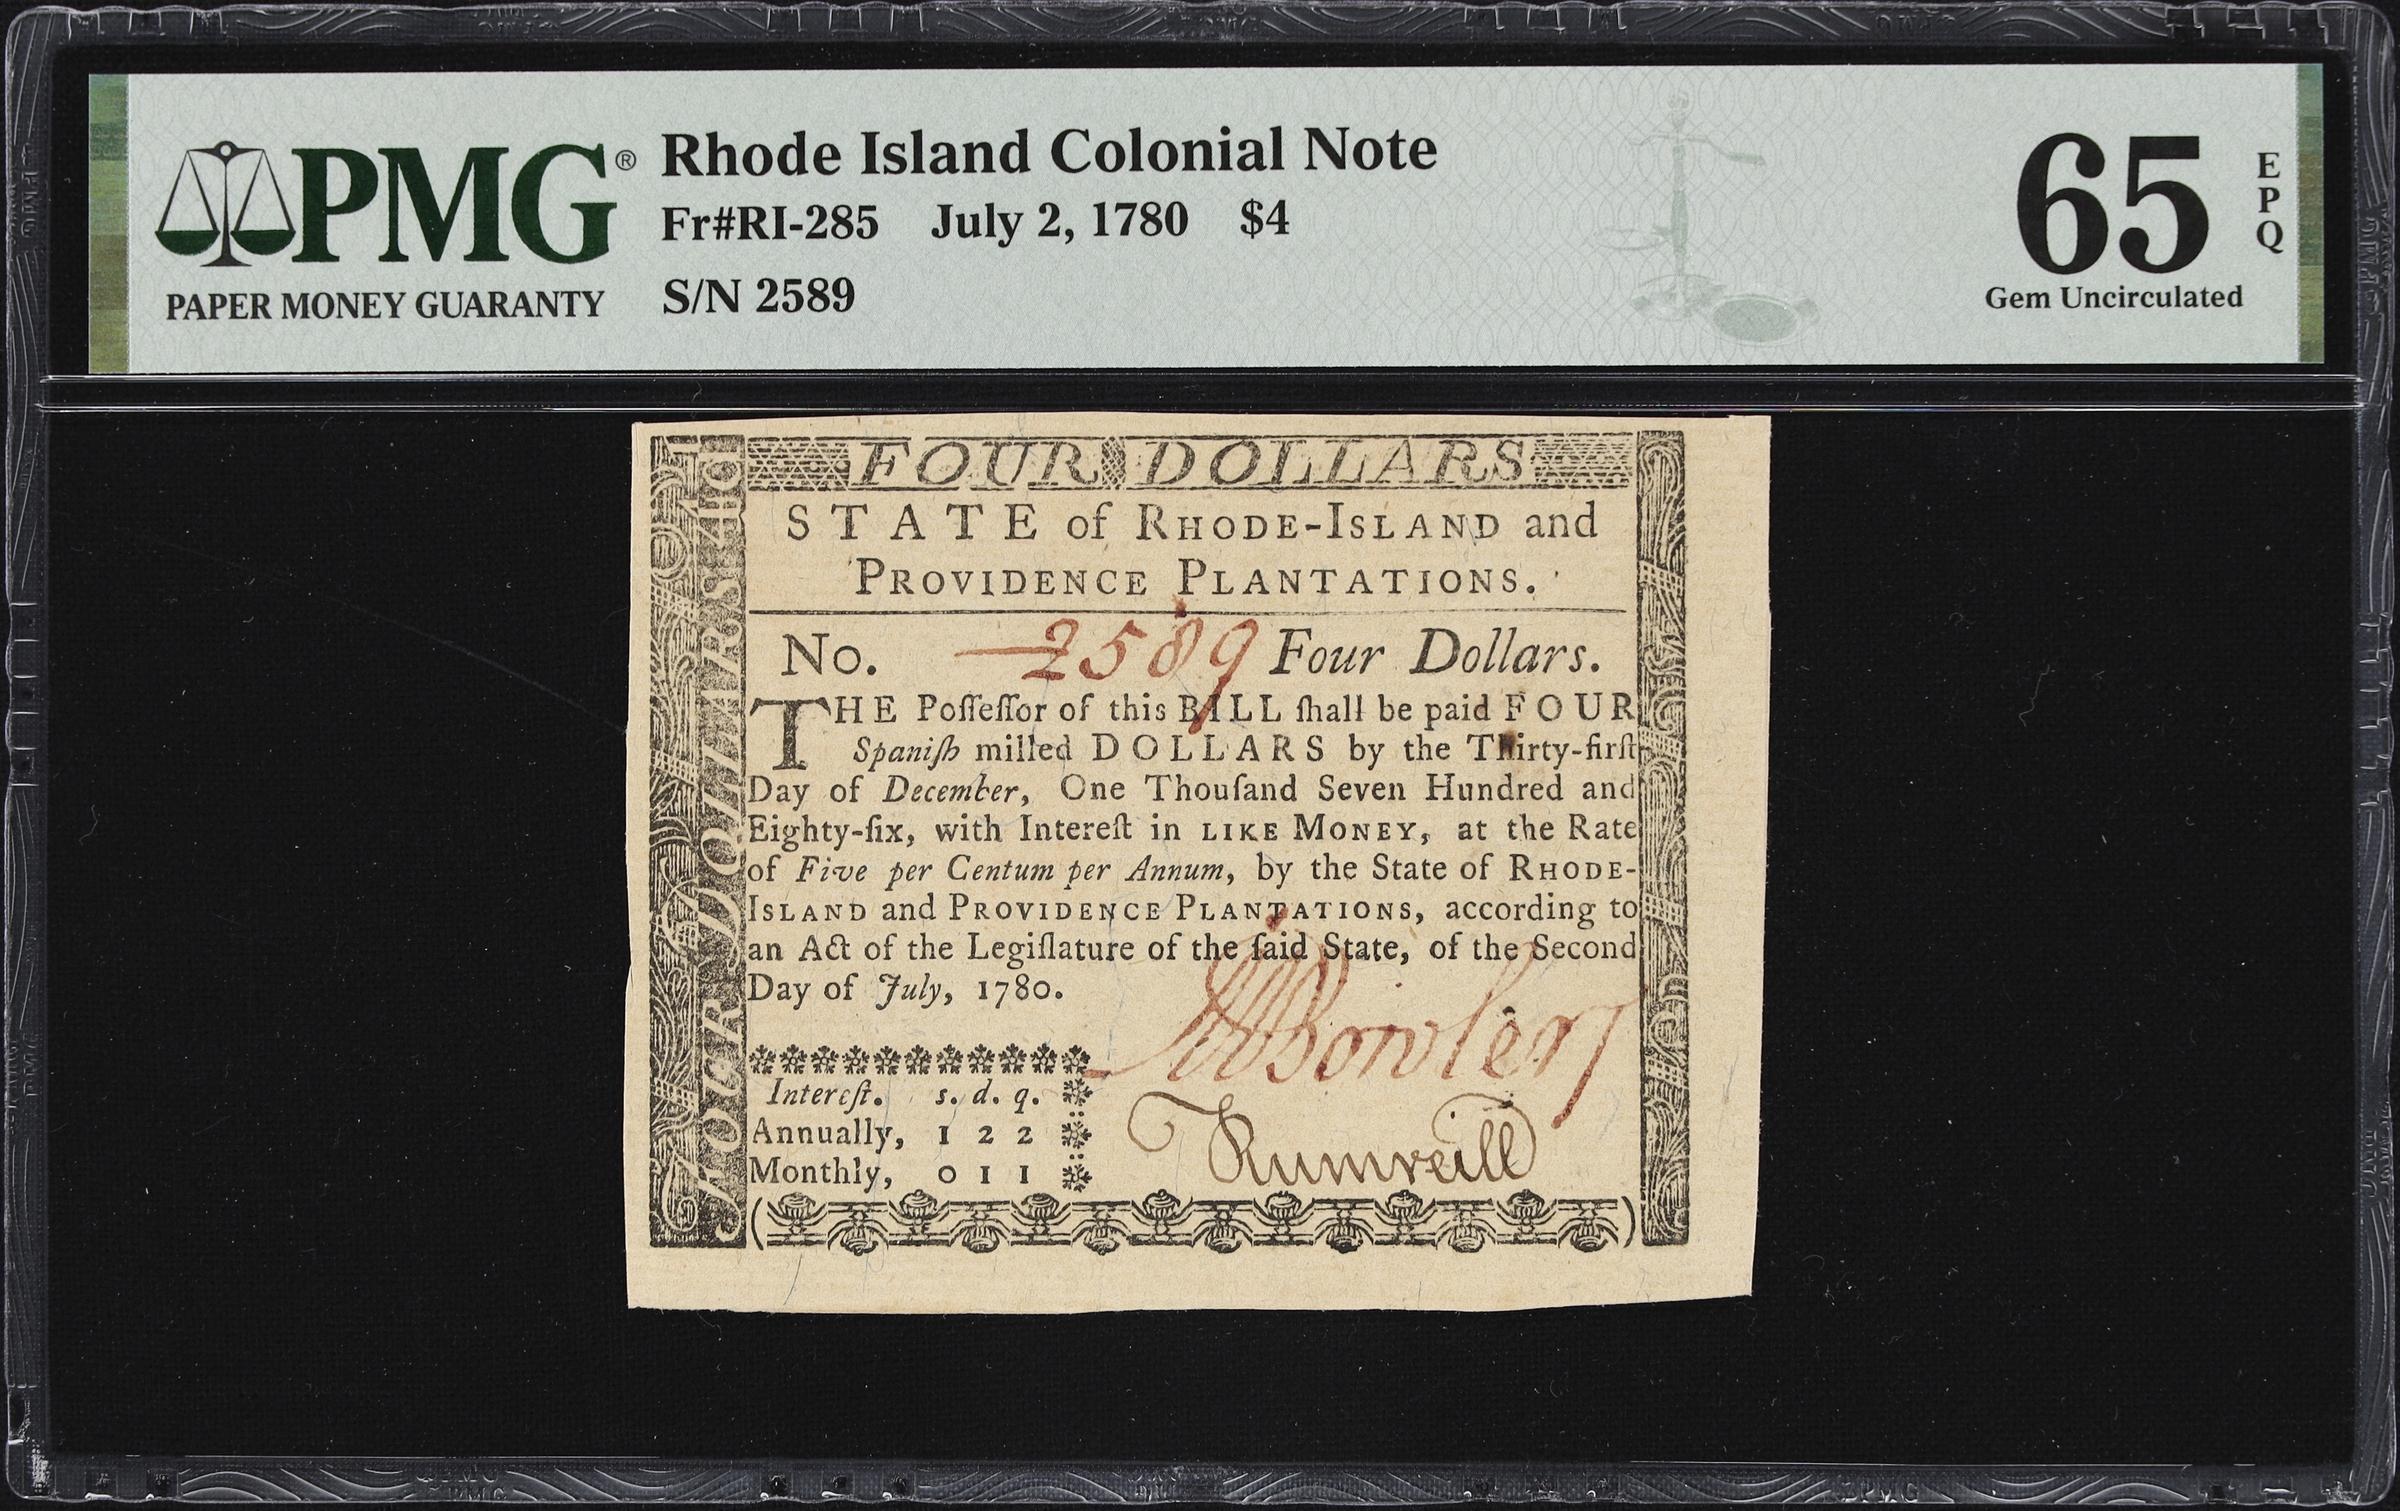 PMG®
PAPER MONEY GUARANTY
Rhode Island Colonial Note
Fr#RI-285 July 2, 1780 $4
S/N 2589
65
EPQ
Gem Uncirculated
FOUR DOLLARS
FOUR DOLLARS
STATE of RHODE-ISLAND and
PROVIDENCE PLANTATIONS.
No. 2589 Four Dollars.
THE Poſſeſſor of this BILL ſhall be paid FOUR
Spaniſh milled DOLLARS by the Thirty-firſt
Day of December, One Thouſand Seven Hundred and
Eighty-ſix, with Intereſt in LIKE MONEY, at the Rate
of Five per Centum per Annum, by the State of RHODE-
ISLAND and PROVIDENCE PLANTATIONS, according to
an Act of the Legiſlature of the ſaid State, of the Second
Day of July, 1780.
Bowler
Intereſt. s. d. q.
Annually, 1 2 2
Monthly, 0 1 1
Rumreill